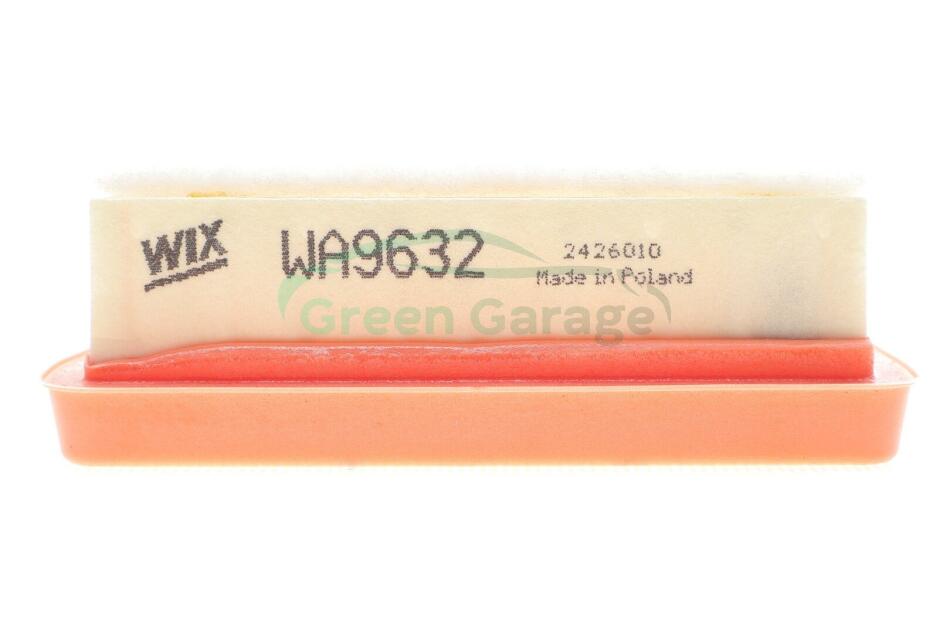 WIX
WA9632
2426010
Made in Poland
Green Garage